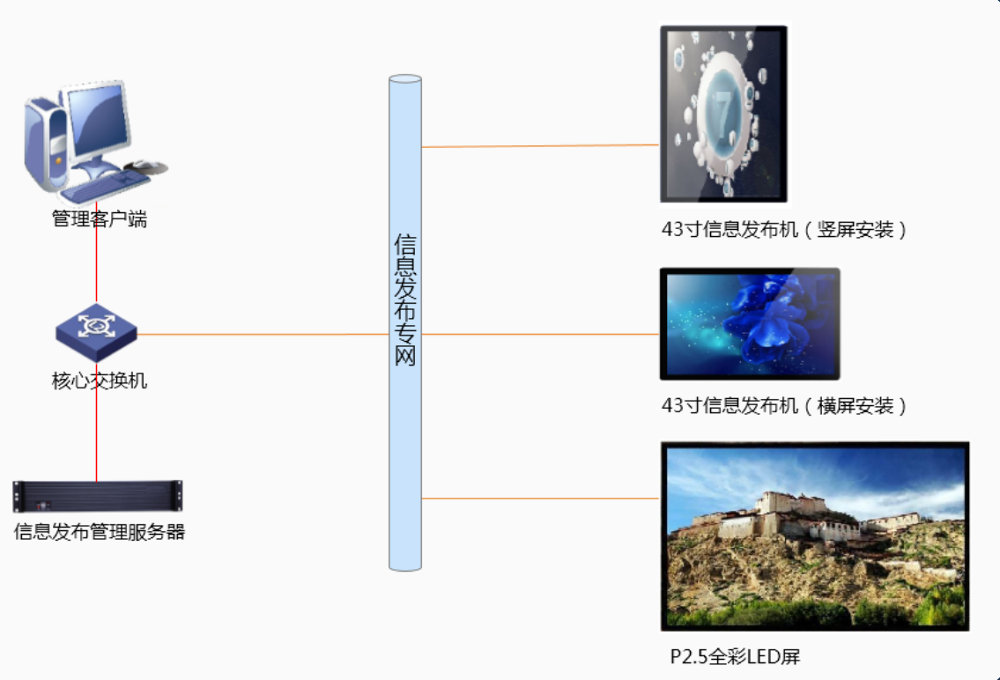 管理客户端
核心交换机
信息发布管理服务器
信息发布专网
7
43寸信息发布机（竖屏安装）
43寸信息发布机（横屏安装）
P2.5全彩LED屏